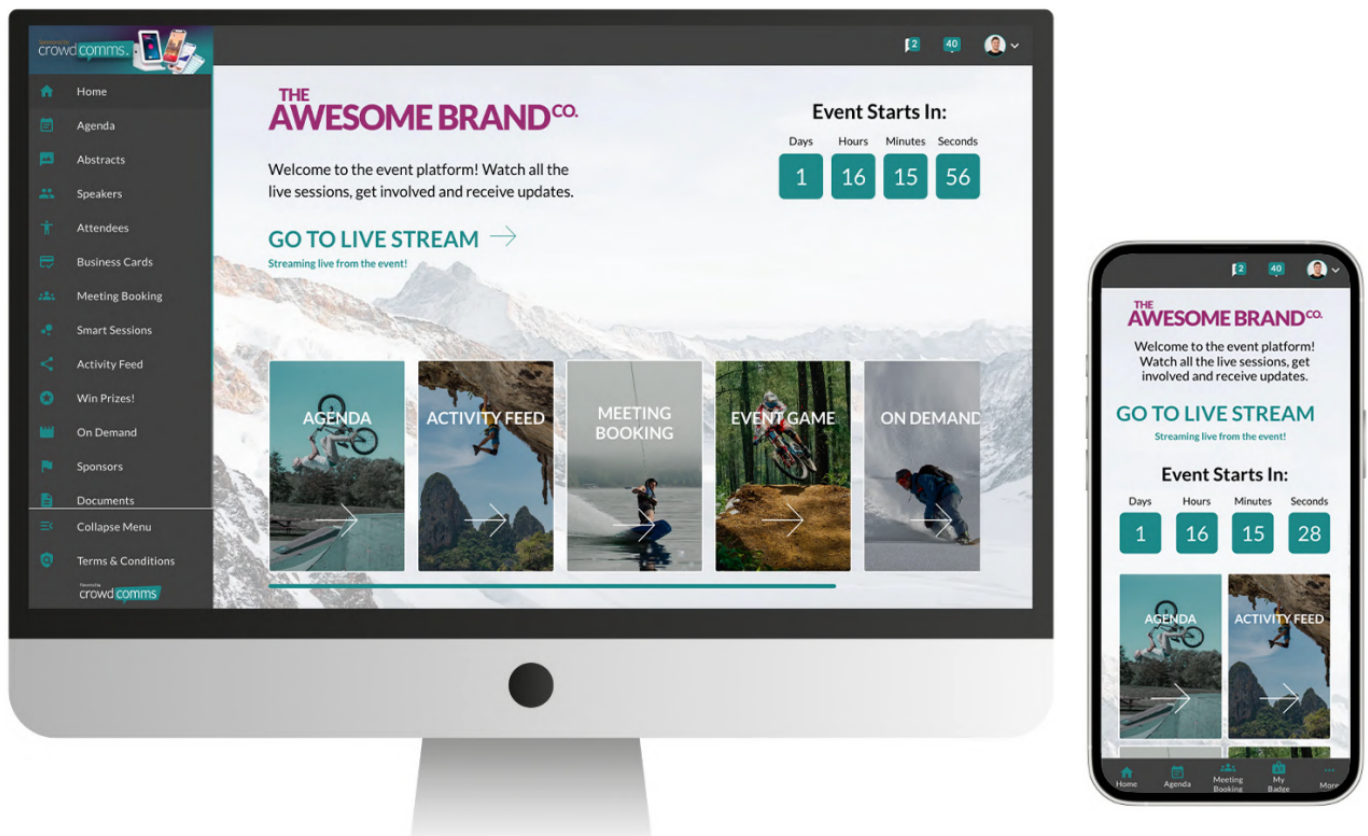 crowd comms.
2
40
Home
Agenda
Abstracts
Speakers
Attendees
Business Cards
Meeting Booking
Smart Sessions
Activity Feed
Win Prizes!
On Demand
Sponsors
Documents
Collapse Menu
Terms & Conditions
Powered by
crowd comms
THE
AWESOME BRAND CO.
Welcome to the event platform! Watch all the
live sessions, get involved and receive updates.
GO TO LIVE STREAM
Streaming live from the event!
Event Starts In:
Days Hours Minutes Seconds
1 16 15 56
AGENDA
ACTIVITY FEED
MEETING
BOOKING
EVENT GAME
ON DEMAND
2
40
THE
AWESOME BRAND CO.
Welcome to the event platform!
Watch all the live sessions, get
involved and receive updates.
GO TO LIVE STREAM
Streaming live from the event!
Event Starts In:
Days Hours Minutes Seconds
1 16 15 28
AGENDA
ACTIVITY FEED
Home
Agenda
Meeting
Booking
My
Badge
More